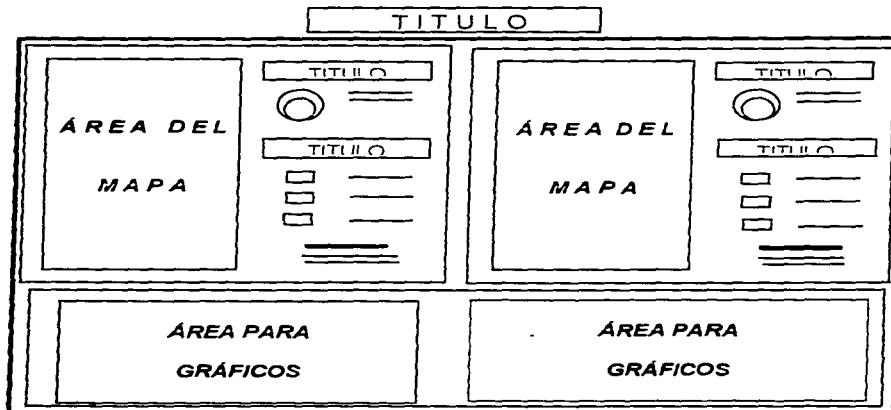 TITULO
TITULO
TITULO
ÁREA DEL
MAPA
TITULO
TITULO
ÁREA DEL
MAPA
ÁREA PARA
GRÁFICOS
ÁREA PARA
GRÁFICOS